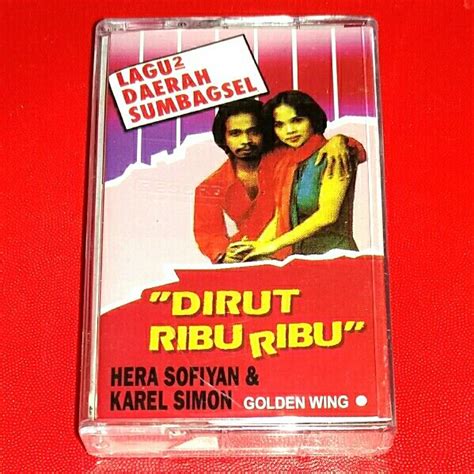 LAGU2
DAERAH
SUMBAGSEL
"DIRUT
RIBU RIBU"
HERA SOFIYAN &
KAREL SIMON GOLDEN WING